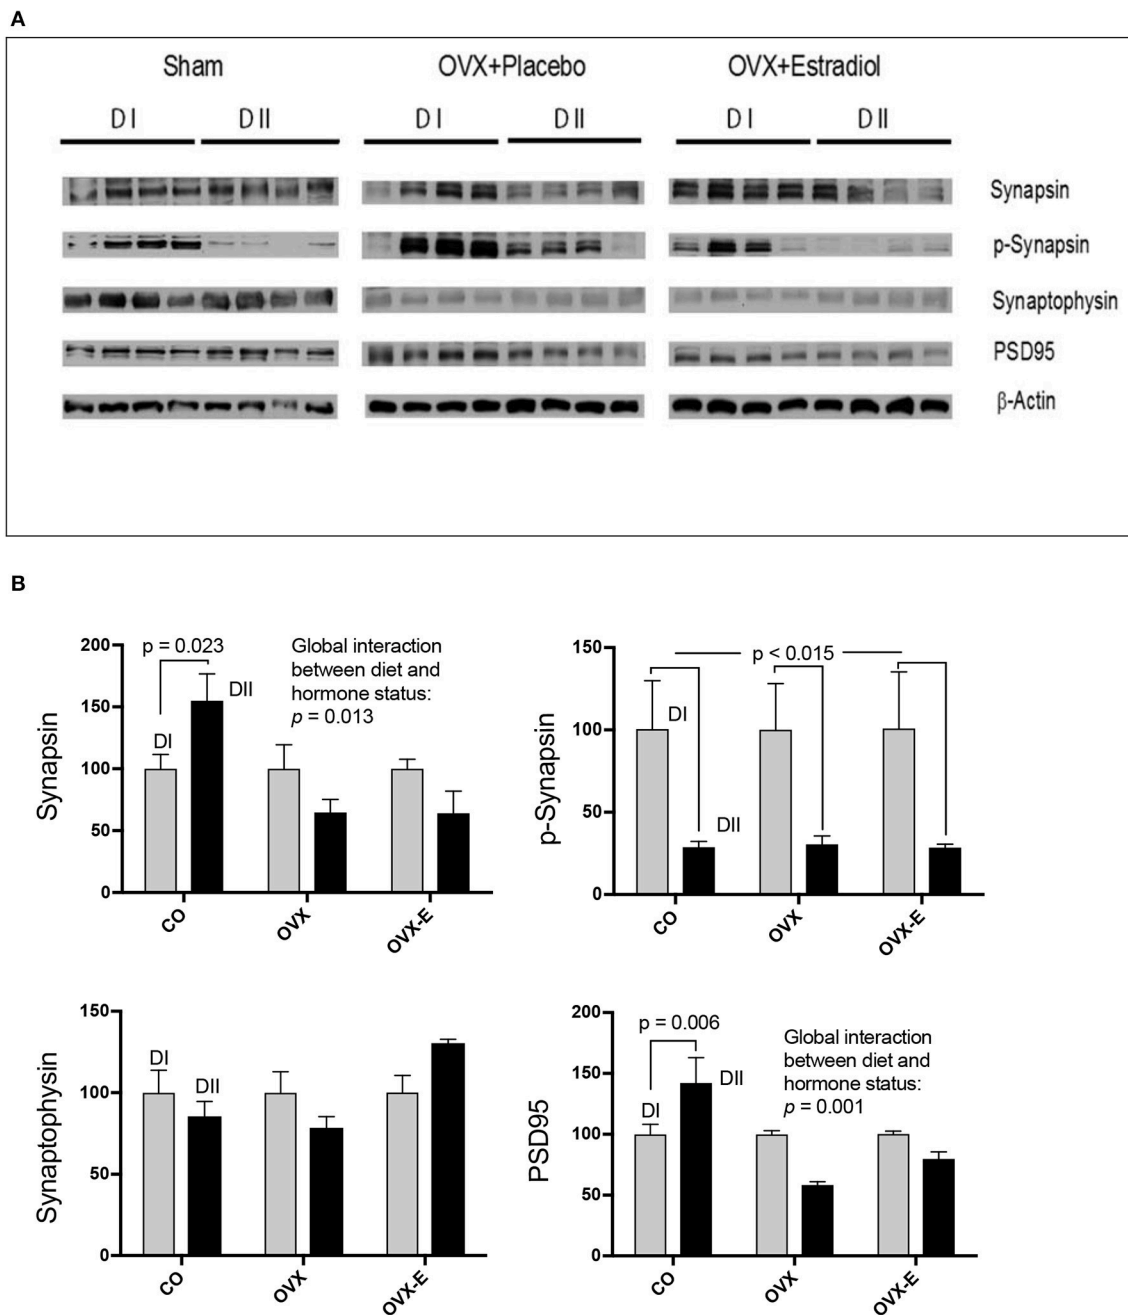 A
Sham OVX+Placebo OVX+Estradiol
D I D II D I D II D I D II
Synapsin
p-Synapsin
Synaptophysin
PSD95
β-Actin
B
Synapsin
200
150
100
50
0
p = 0.023
DI
DII
Global interaction
between diet and
hormone status:
p = 0.013
CO OVX OVX-E
p-Synapsin
150
100
50
0
p < 0.015
DI
DII
CO OVX OVX-E
Synaptophysin
150
100
50
0
DI
DII
CO OVX OVX-E
PSD95
200
150
100
50
0
p = 0.006
DI
DII
Global interaction
between diet and
hormone status:
p = 0.001
CO OVX OVX-E